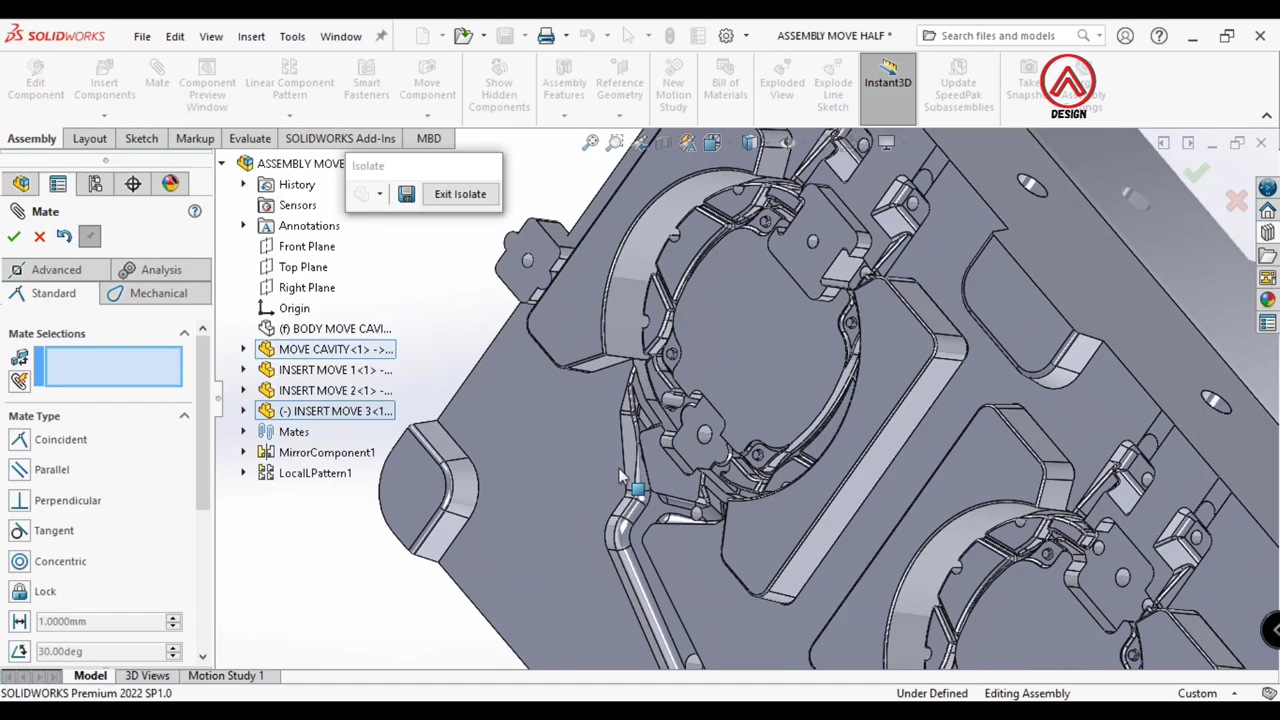 SOLIDWORKS
File
Edit
View
Insert
Tools
Window
ASSEMBLY MOVE HALF *
Search files and models
Edit
Component
Insert
Components
Mate
Component
Preview
Window
Linear Component
Pattern
Smart
Fasteners
Move
Component
Show
Hidden
Components
Assembly
Features
Reference
Geometry
New
Motion
Study
Bill of
Materials
Exploded
View
Explode
Line
Sketch
Instant3D
Update
SpeedPak
Subassemblies
Take
Snapshot
DESIGN
Assembly
Layout
Sketch
Markup
Evaluate
SOLIDWORKS Add-Ins
MBD
Isolate
Exit Isolate
Mate
Advanced
Analysis
Standard
Mechanical
Mate Selections
Mate Type
Coincident
Parallel
Perpendicular
Tangent
Concentric
Lock
1.0000mm
30.00deg
ASSEMBLY MOVE
History
Sensors
Annotations
Front Plane
Top Plane
Right Plane
Origin
(f) BODY MOVE CAVI...
MOVE CAVITY<1> ->...
INSERT MOVE 1<1> -...
INSERT MOVE 2<1> -...
(-) INSERT MOVE 3<1...
Mates
MirrorComponent1
LocalLPattern1
Model
3D Views
Motion Study 1
SOLIDWORKS Premium 2022 SP1.0
Under Defined
Editing Assembly
Custom